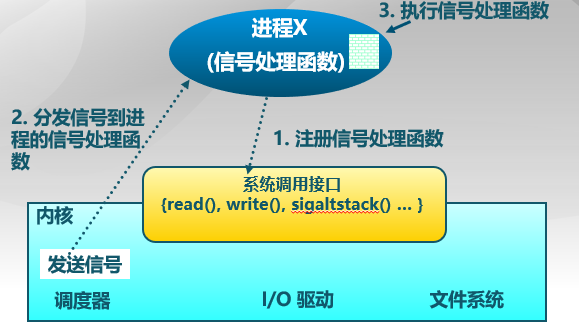 3. 执行信号处理函数
进程X
(信号处理函数)
2. 分发信号到进
程的信号处理函
数
1. 注册信号处理函数
系统调用接口
{read(), write(), sigaltstack() ... }
内核
发送信号
调度器
I/O 驱动
文件系统